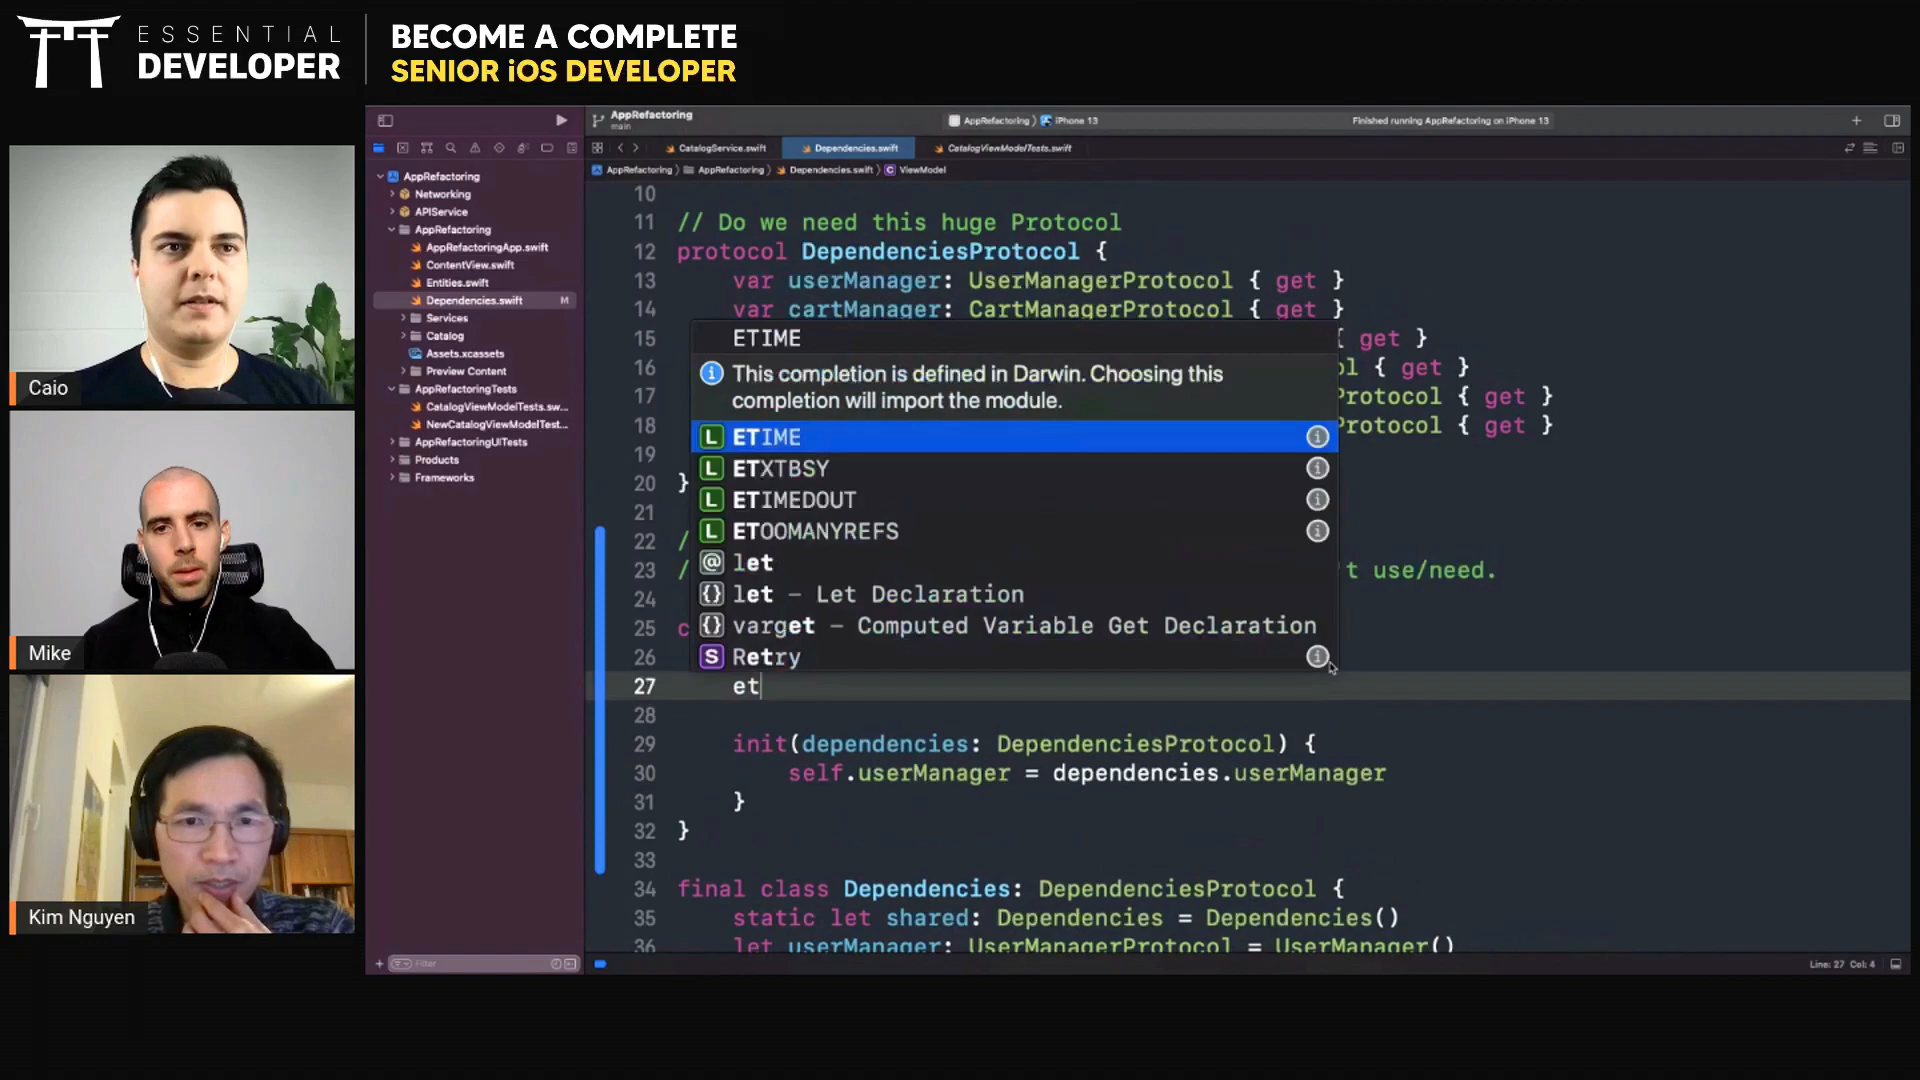 ESSENTIAL
DEVELOPER
BECOME A COMPLETE
SENIOR iOS DEVELOPER
Caio
Mike
Kim Nguyen
AppRefactoring
main
AppRefactoring
iPhone 13
Finished running AppRefactoring on iPhone 13
CatalogService.swift
Dependencies.swift
CatalogViewModelTests.swift
AppRefactoring
AppRefactoring
Dependencies.swift
C ViewModel
AppRefactoring
Networking
APIService
AppRefactoring
AppRefactoringApp.swift
ContentView.swift
Entities.swift
Dependencies.swift M
Services
Catalog
Assets.xcassets
Preview Content
AppRefactoringTests
CatalogViewModelTests.sw...
NewCatalogViewModelTest...
AppRefactoringUITests
Products
Frameworks
Filter
10
11 // Do we need this huge Protocol
12 protocol DependenciesProtocol {
13 var userManager: UserManagerProtocol { get }
14 var cartManager: CartManagerProtocol { get }
15 { get }
16 ol { get }
17 Protocol { get }
18 Protocol { get }
19
20 }
21
22 /
23 / 't use/need.
24
25 c
26
27 et
28
29 init(dependencies: DependenciesProtocol) {
30 self.userManager = dependencies.userManager
31 }
32 }
33
34 final class Dependencies: DependenciesProtocol {
35 static let shared: Dependencies = Dependencies()
36 let userManager: UserManagerProtocol = UserManager()
ETIME
This completion is defined in Darwin. Choosing this
completion will import the module.
L ETIME
L ETXTBSY
L ETIMEDOUT
L ETOOMANYREFS
@ let
{} let – Let Declaration
{} varget – Computed Variable Get Declaration
S Retry
Line: 27 Col: 4